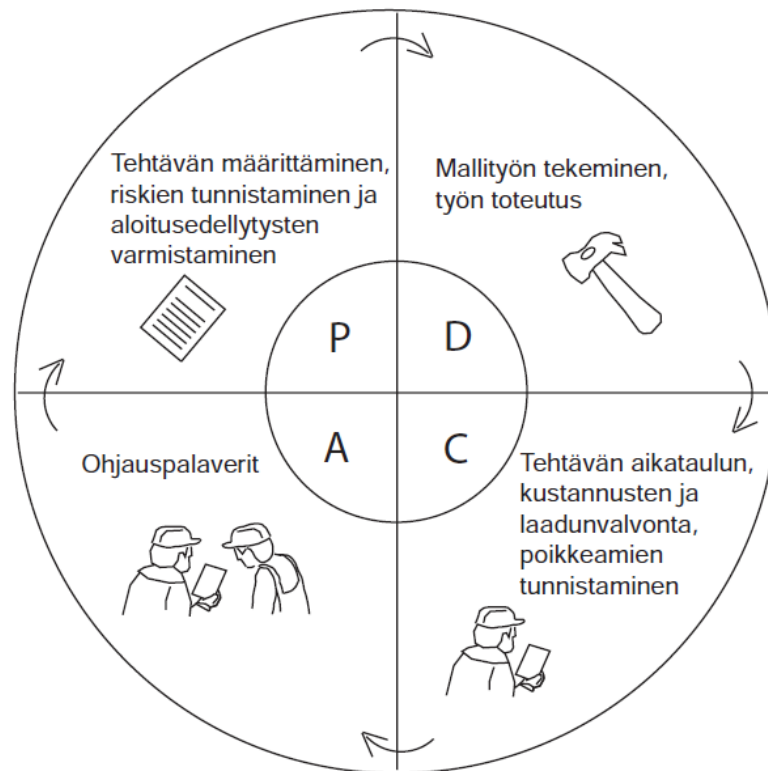 Tehtävän määrittäminen,
riskien tunnistaminen ja
aloitusedellytysten
varmistaminen
Mallityön tekeminen,
työn toteutus
P
D
A
C
Ohjauspalaverit
Tehtävän aikataulun,
kustannusten ja
laadunvalvonta,
poikkeamien
tunnistaminen